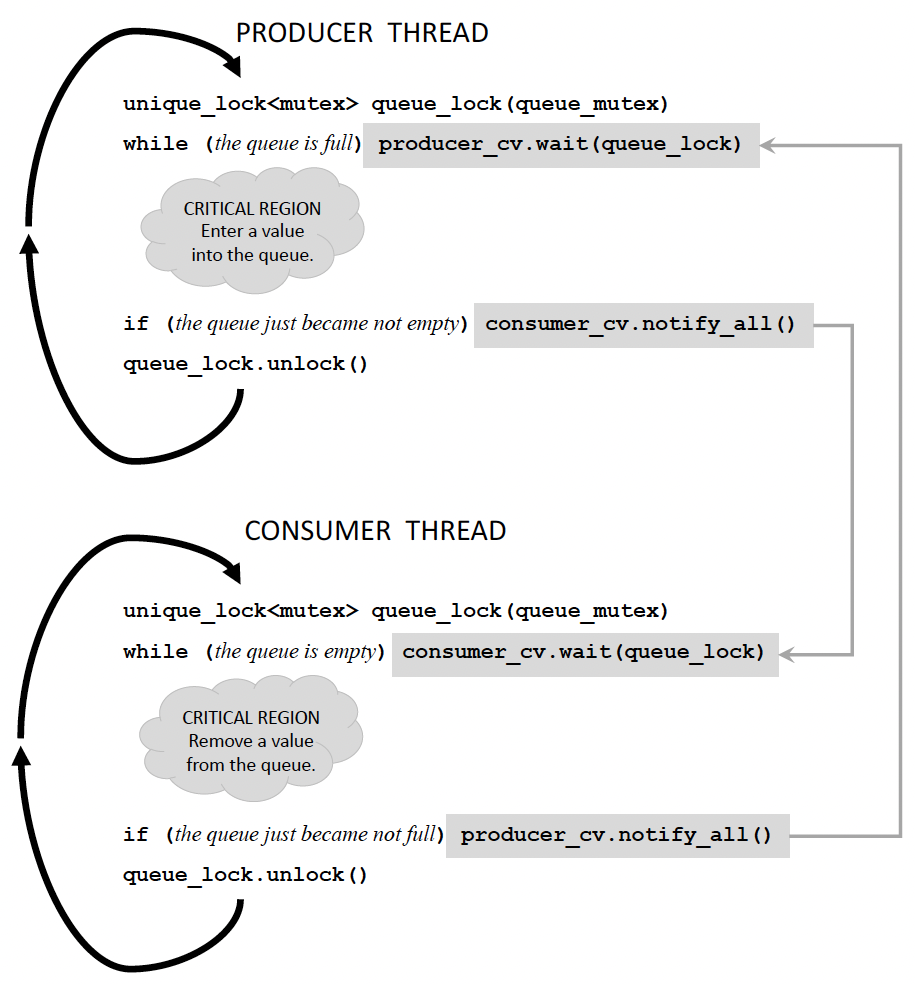 PRODUCER THREAD
unique_lock<mutex> queue_lock(queue_mutex)
while (the queue is full) producer_cv.wait(queue_lock)
CRITICAL REGION
Enter a value
into the queue.
if (the queue just became not empty) consumer_cv.notify_all()
queue_lock.unlock()
CONSUMER THREAD
unique_lock<mutex> queue_lock(queue_mutex)
while (the queue is empty) consumer_cv.wait(queue_lock)
CRITICAL REGION
Remove a value
from the queue.
if (the queue just became not full) producer_cv.notify_all()
queue_lock.unlock()